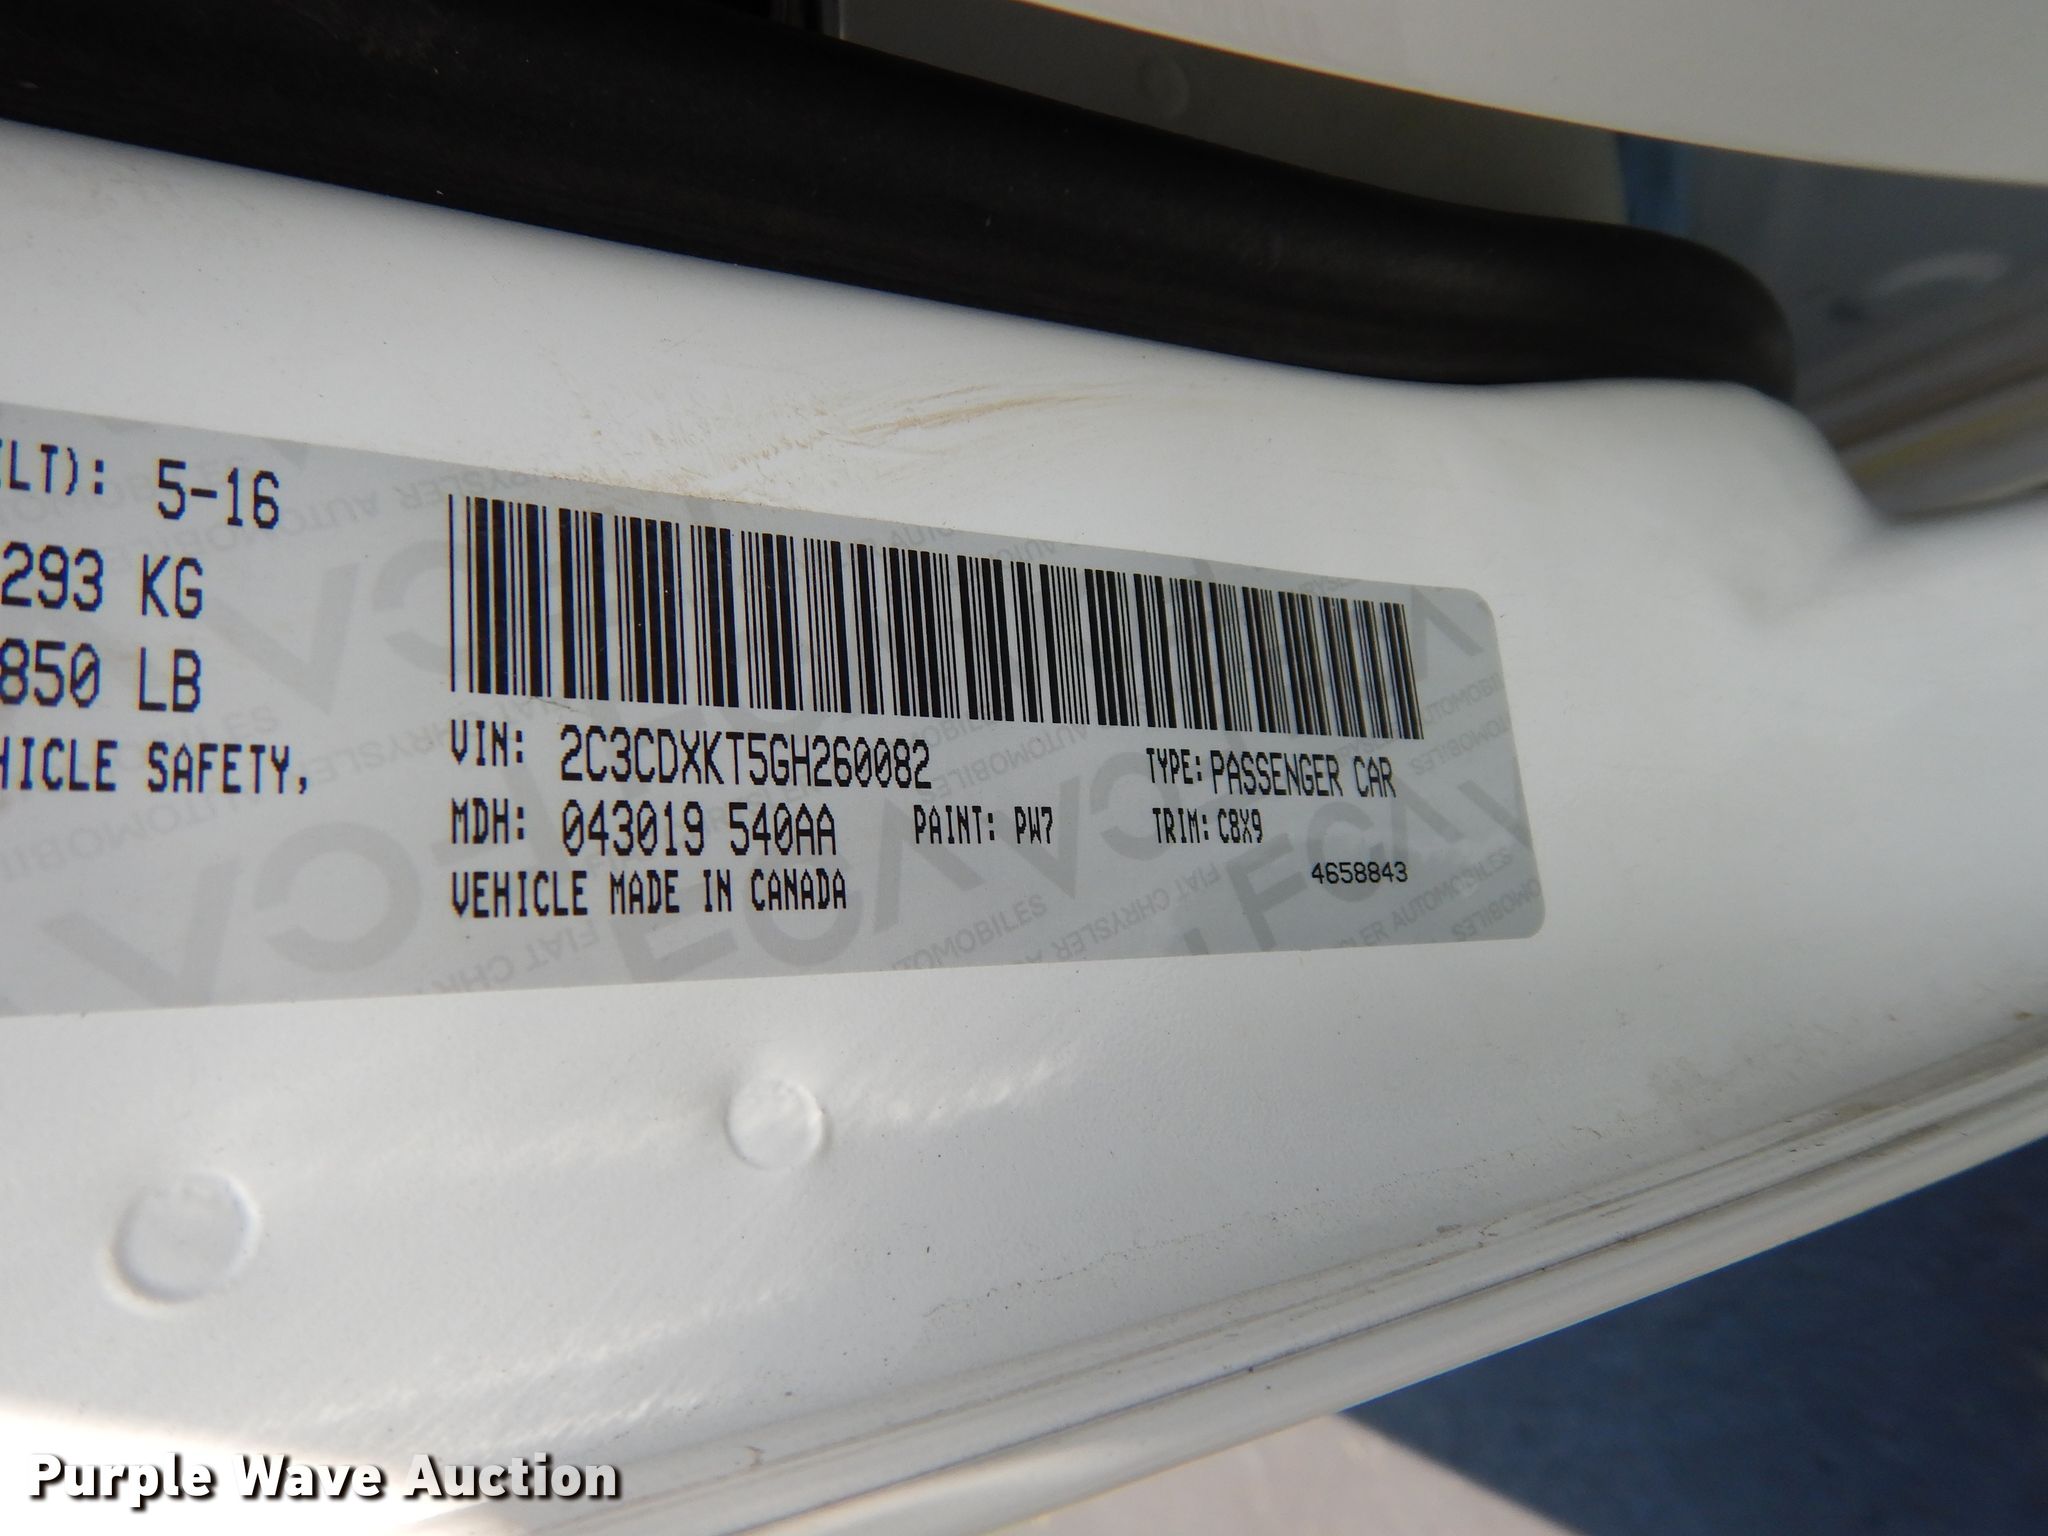 LT): 5-16
293 KG
850 LB
HICLE SAFETY,
VIN: 2C3CDXKT5GH260082
TYPE: PASSENGER CAR
MDH: 043019 540AA
PAINT: PW7
TRIM: C8X9
VEHICLE MADE IN CANADA
4658843
Purple Wave Auction